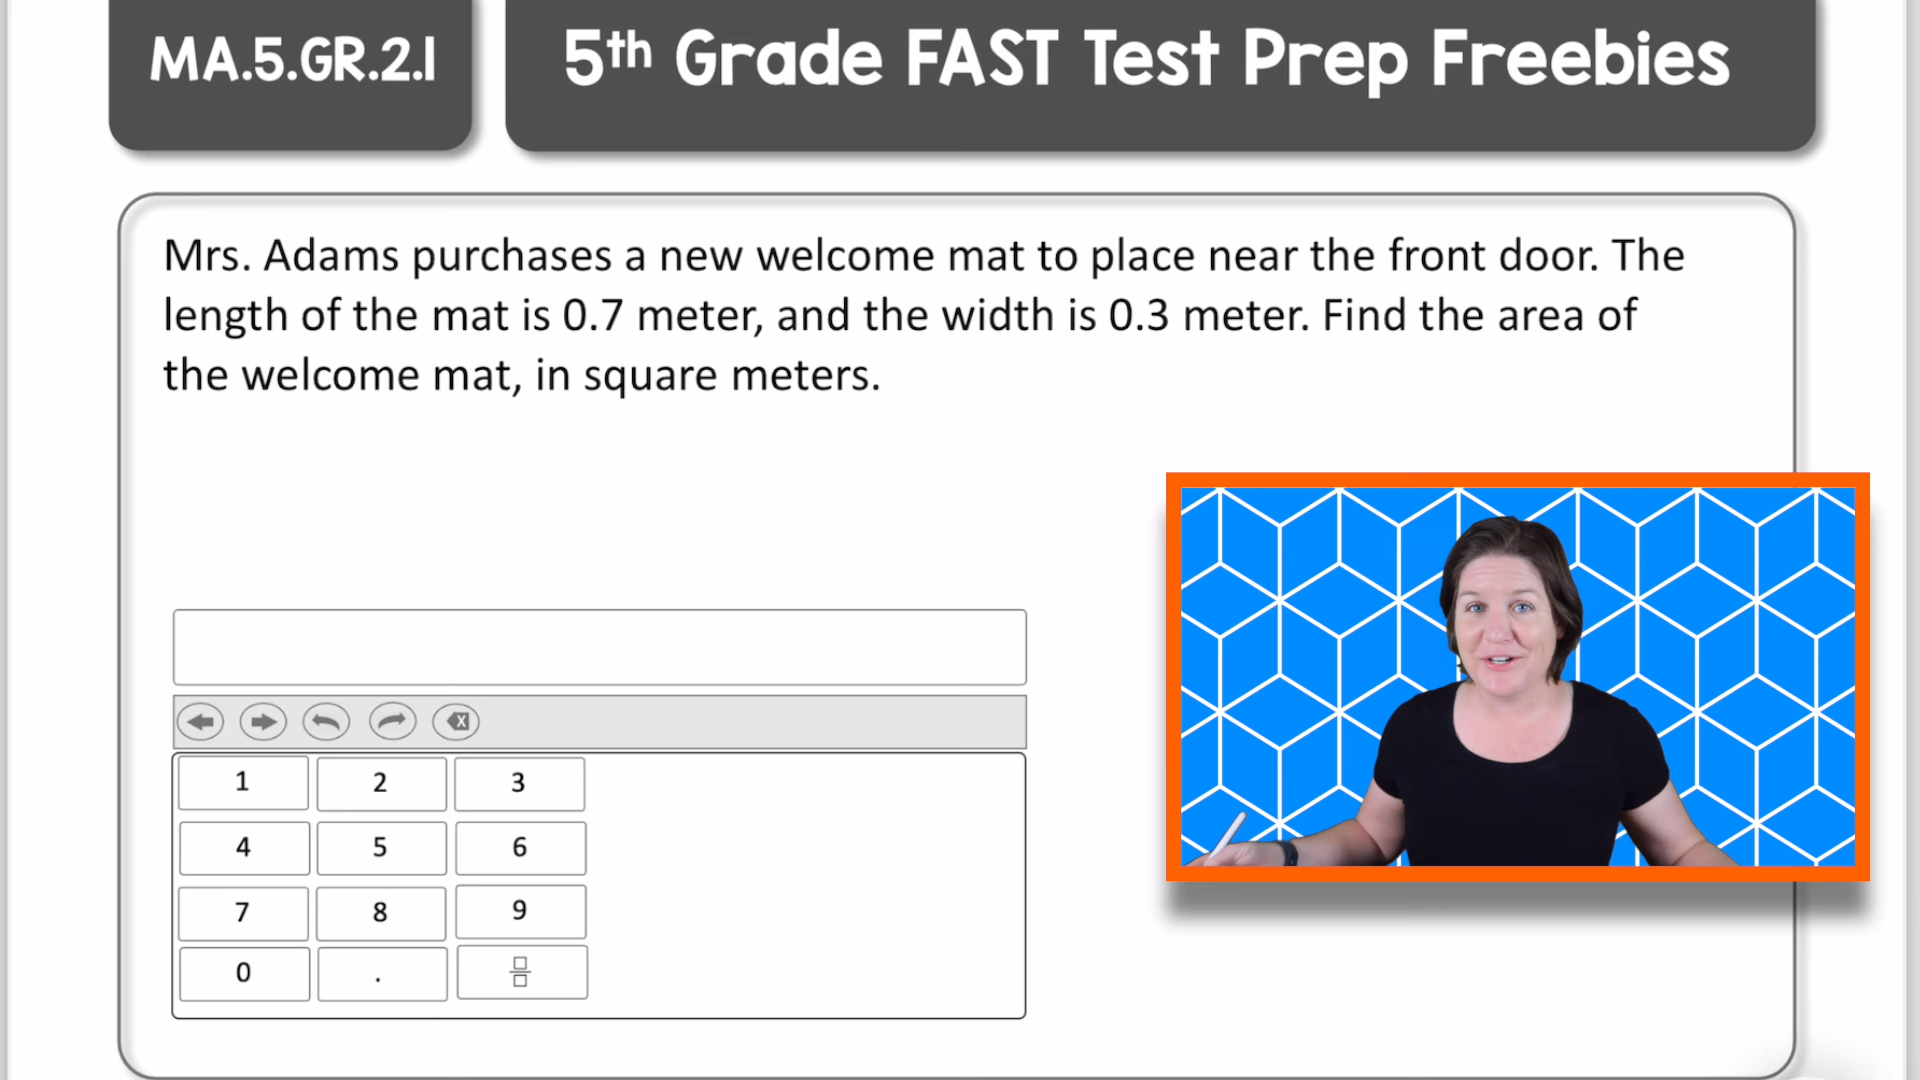 MA.5.GR.2.1
5th Grade FAST Test Prep Freebies
Mrs. Adams purchases a new welcome mat to place near the front door. The
length of the mat is 0.7 meter, and the width is 0.3 meter. Find the area of
the welcome mat, in square meters.
1 2 3
4 5 6
7 8 9
0 .